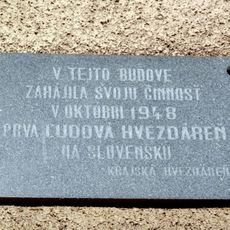 V TEJTO BUDOVE
ZAHÁJILA SVOJU ČINNOSŤ
V OKTÓBRI 1948
PRVÁ ĽUDOVÁ HVEZDÁREŇ
NA SLOVENSKU
KRAJSKÁ HVEZDÁREŇ